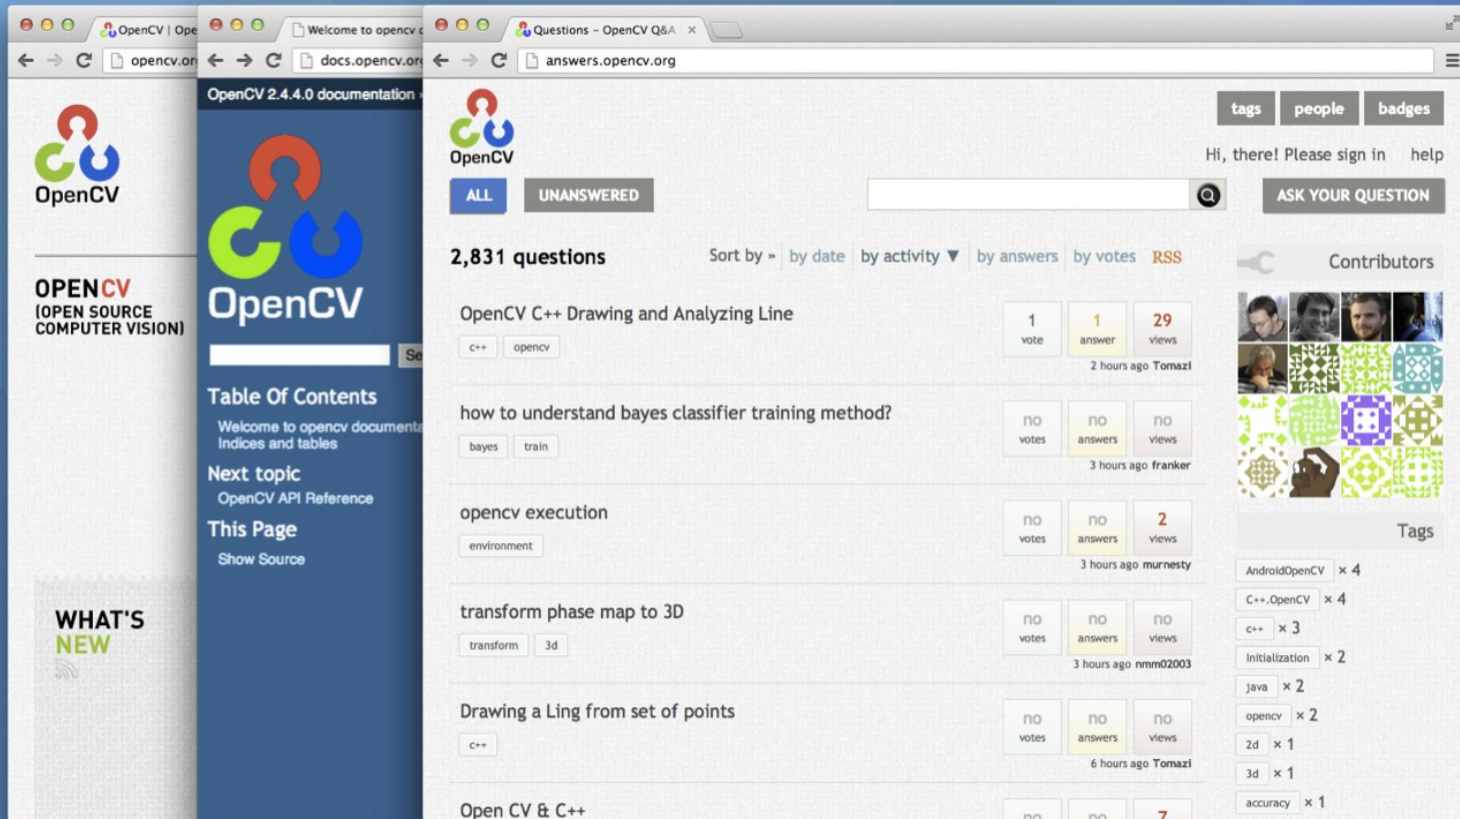 OpenCV | Ope
opencv.or
OpenCV
OPENCV
(OPEN SOURCE
COMPUTER VISION)
WHAT'S
NEW
Welcome to opencv
docs.opencv.or
OpenCV 2.4.4.0 documentation »
OpenCV
Se
Table Of Contents
Welcome to opencv documenta
Indices and tables
Next topic
OpenCV API Reference
This Page
Show Source
Questions – OpenCV Q&A
answers.opencv.org
OpenCV
tags people badges
Hi, there! Please sign in help
ALL UNANSWERED ASK YOUR QUESTION
2,831 questions Sort by » by date by activity ▼ by answers by votes RSS
OpenCV C++ Drawing and Analyzing Line
c++ opencv
1 vote 1 answer 29 views
2 hours ago Tomazi
how to understand bayes classifier training method?
bayes train
no votes no answers no views
3 hours ago franker
opencv execution
environment
no votes no answers 2 views
3 hours ago murnesty
transform phase map to 3D
transform 3d
no votes no answers no views
3 hours ago nmm02003
Drawing a Ling from set of points
c++
no votes no answers no views
6 hours ago Tomazi
Open CV & C++
no no 7
Contributors
Tags
AndroidOpenCV × 4
C++.OpenCV × 4
c++ × 3
Initialization × 2
java × 2
opencv × 2
2d × 1
3d × 1
accuracy × 1